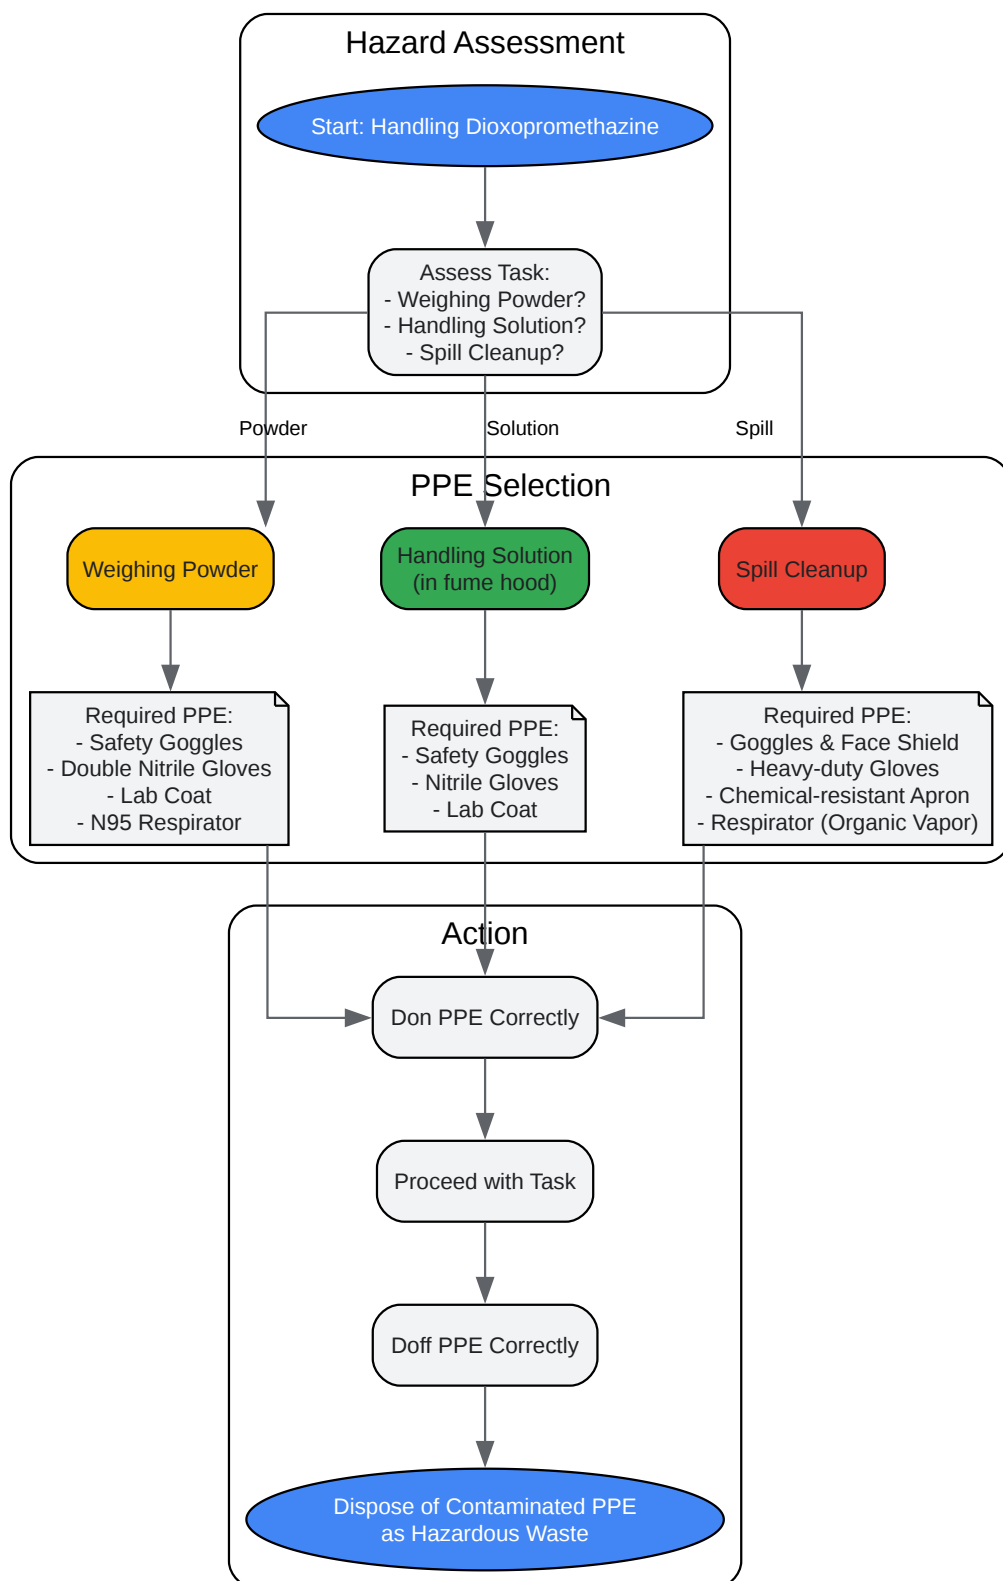 Hazard Assessment
Start: Handling Dioxopromethazine
Assess Task:
- Weighing Powder?
- Handling Solution?
- Spill Cleanup?
Powder
Solution
Spill
PPE Selection
Weighing Powder
Handling Solution
(in fume hood)
Spill Cleanup
Required PPE:
- Safety Goggles
- Double Nitrile Gloves
- Lab Coat
- N95 Respirator
Required PPE:
- Safety Goggles
- Nitrile Gloves
- Lab Coat
Required PPE:
- Goggles & Face Shield
- Heavy-duty Gloves
- Chemical-resistant Apron
- Respirator (Organic Vapor)
Action
Don PPE Correctly
Proceed with Task
Doff PPE Correctly
Dispose of Contaminated PPE
as Hazardous Waste